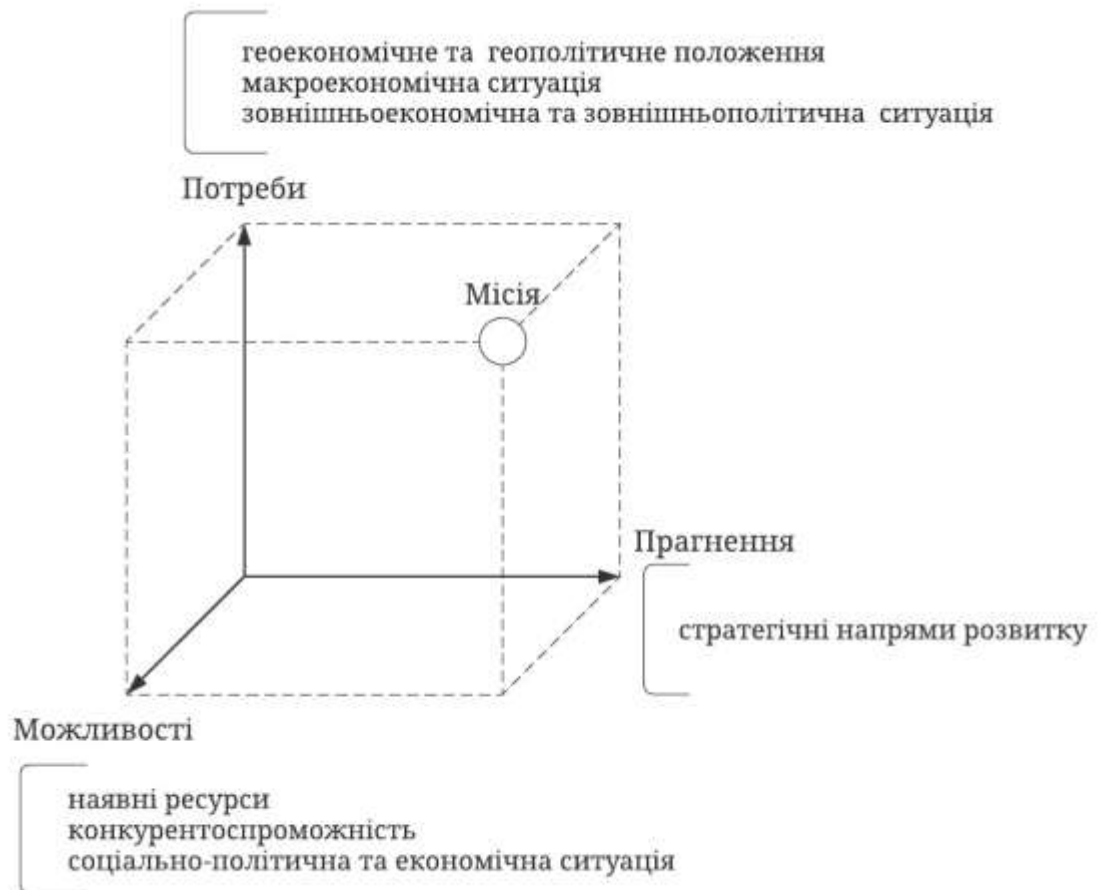 геоекономічне та геополітичне положення
макроекономічна ситуація
зовнішньоекономічна та зовнішньополітична ситуація
Потреби
Місія
Прагнення
стратегічні напрями розвитку
Можливості
наявні ресурси
конкурентоспроможність
соціально-політична та економічна ситуація